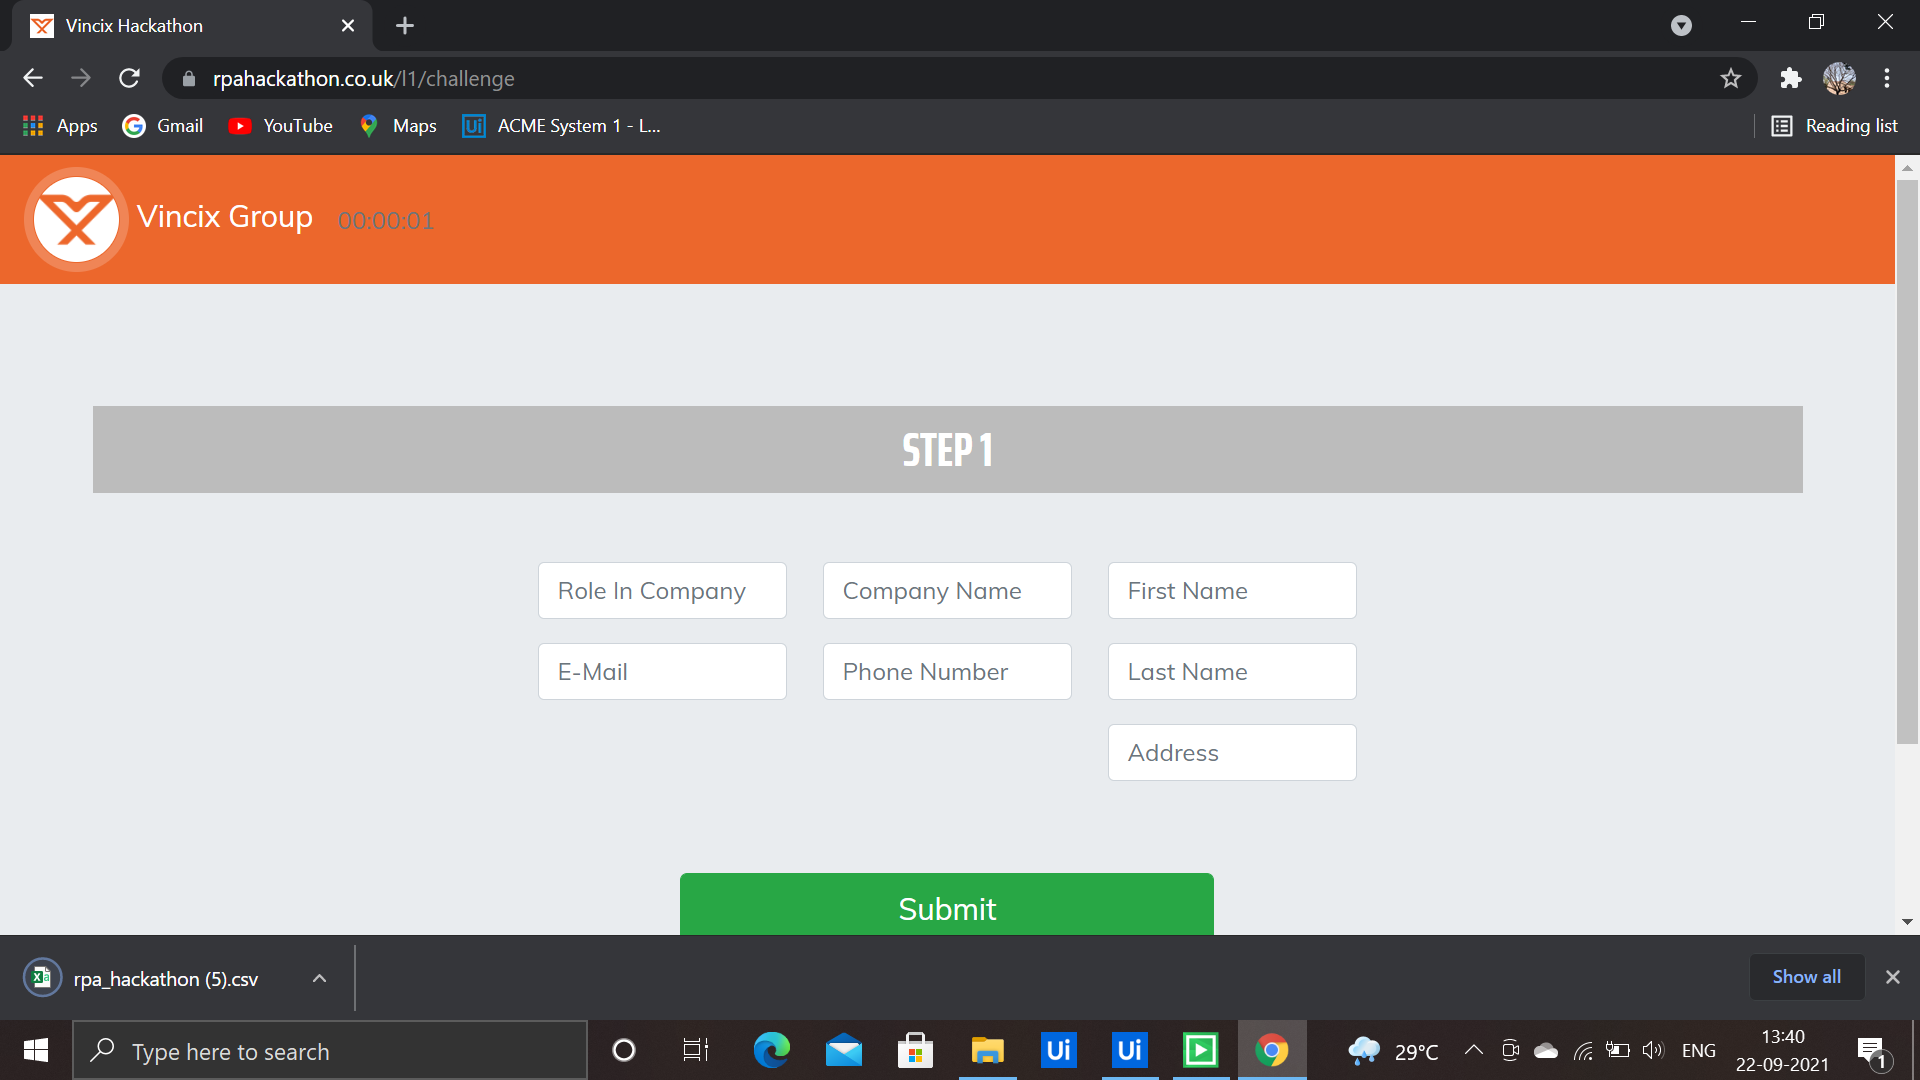 Vincix Hackathon
rpahackathon.co.uk/l1/challenge
Apps Gmail YouTube Maps Ui ACME System 1 - L... Reading list
Vincix Group 00:00:01
STEP 1
Role In Company Company Name First Name
E-Mail Phone Number Last Name
Address
Submit
rpa_hackathon (5).csv Show all
Type here to search Ui Ui 29°C ENG 13:40
22-09-2021 1